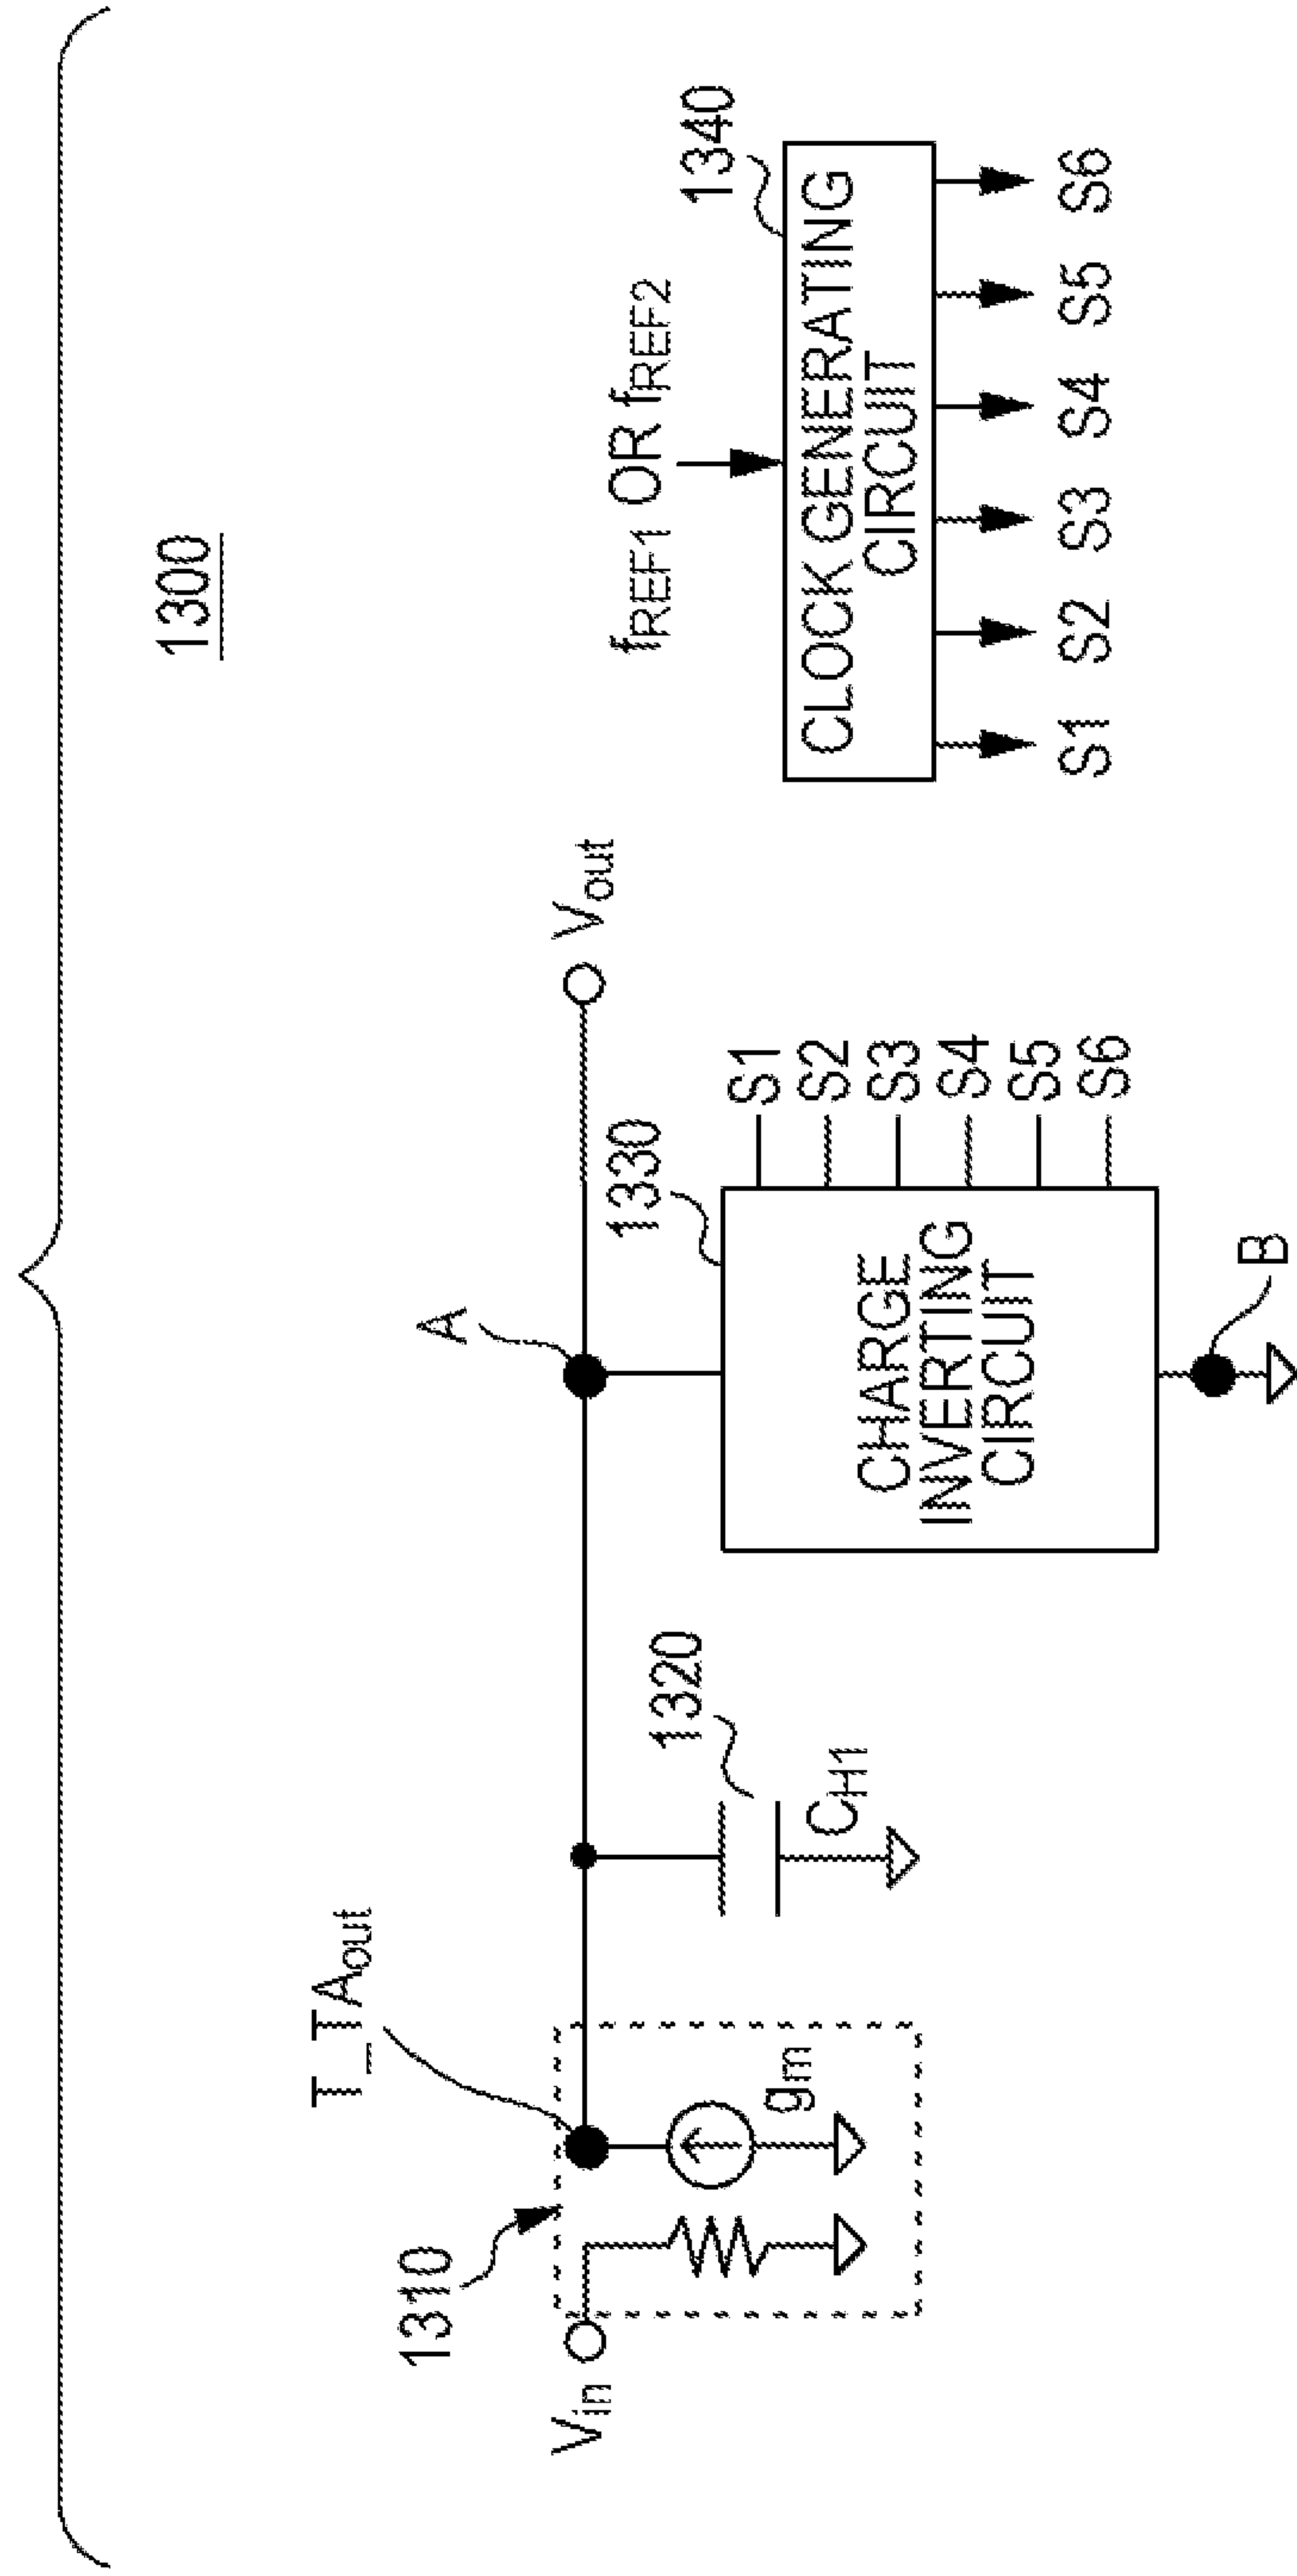 1300
T_TAout
A
1310
Vin
gm
1320
CH1
1330
Vout
CHARGE
INVERTING
CIRCUIT
S1
S2
S3
S4
S5
S6
B
fREF1 OR fREF2
1340
CLOCK GENERATING
CIRCUIT
S1 S2 S3 S4 S5 S6